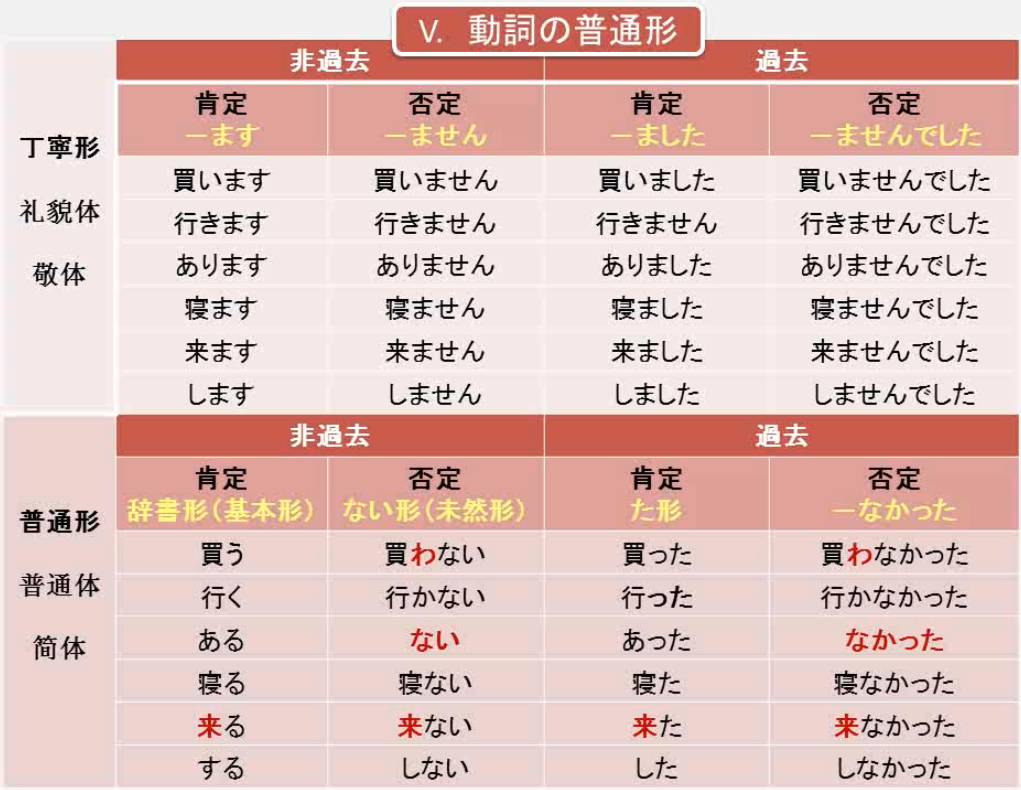 V. 動詞の普通形
非過去 過去
丁寧形
礼貌体
敬体
肯定 否定 肯定 否定
ーます ーません ーました ーませんでした
買います 買いません 買いました 買いませんでした
行きます 行きません 行きません 行きませんでした
あります ありません ありました ありませんでした
寝ます 寝ません 寝ました 寝ませんでした
来ます 来ません 来ました 来ませんでした
します しません しました しませんでした
普通形
普通体
简体
非過去 過去
肯定 否定 肯定 否定
辞書形(基本形) ない形(未然形) た形 ーなかった
買う 買わない 買った 買わなかった
行く 行かない 行った 行かなかった
ある ない あった なかった
寝る 寝ない 寝た 寝なかった
来る 来ない 来た 来なかった
する しない した しなかった